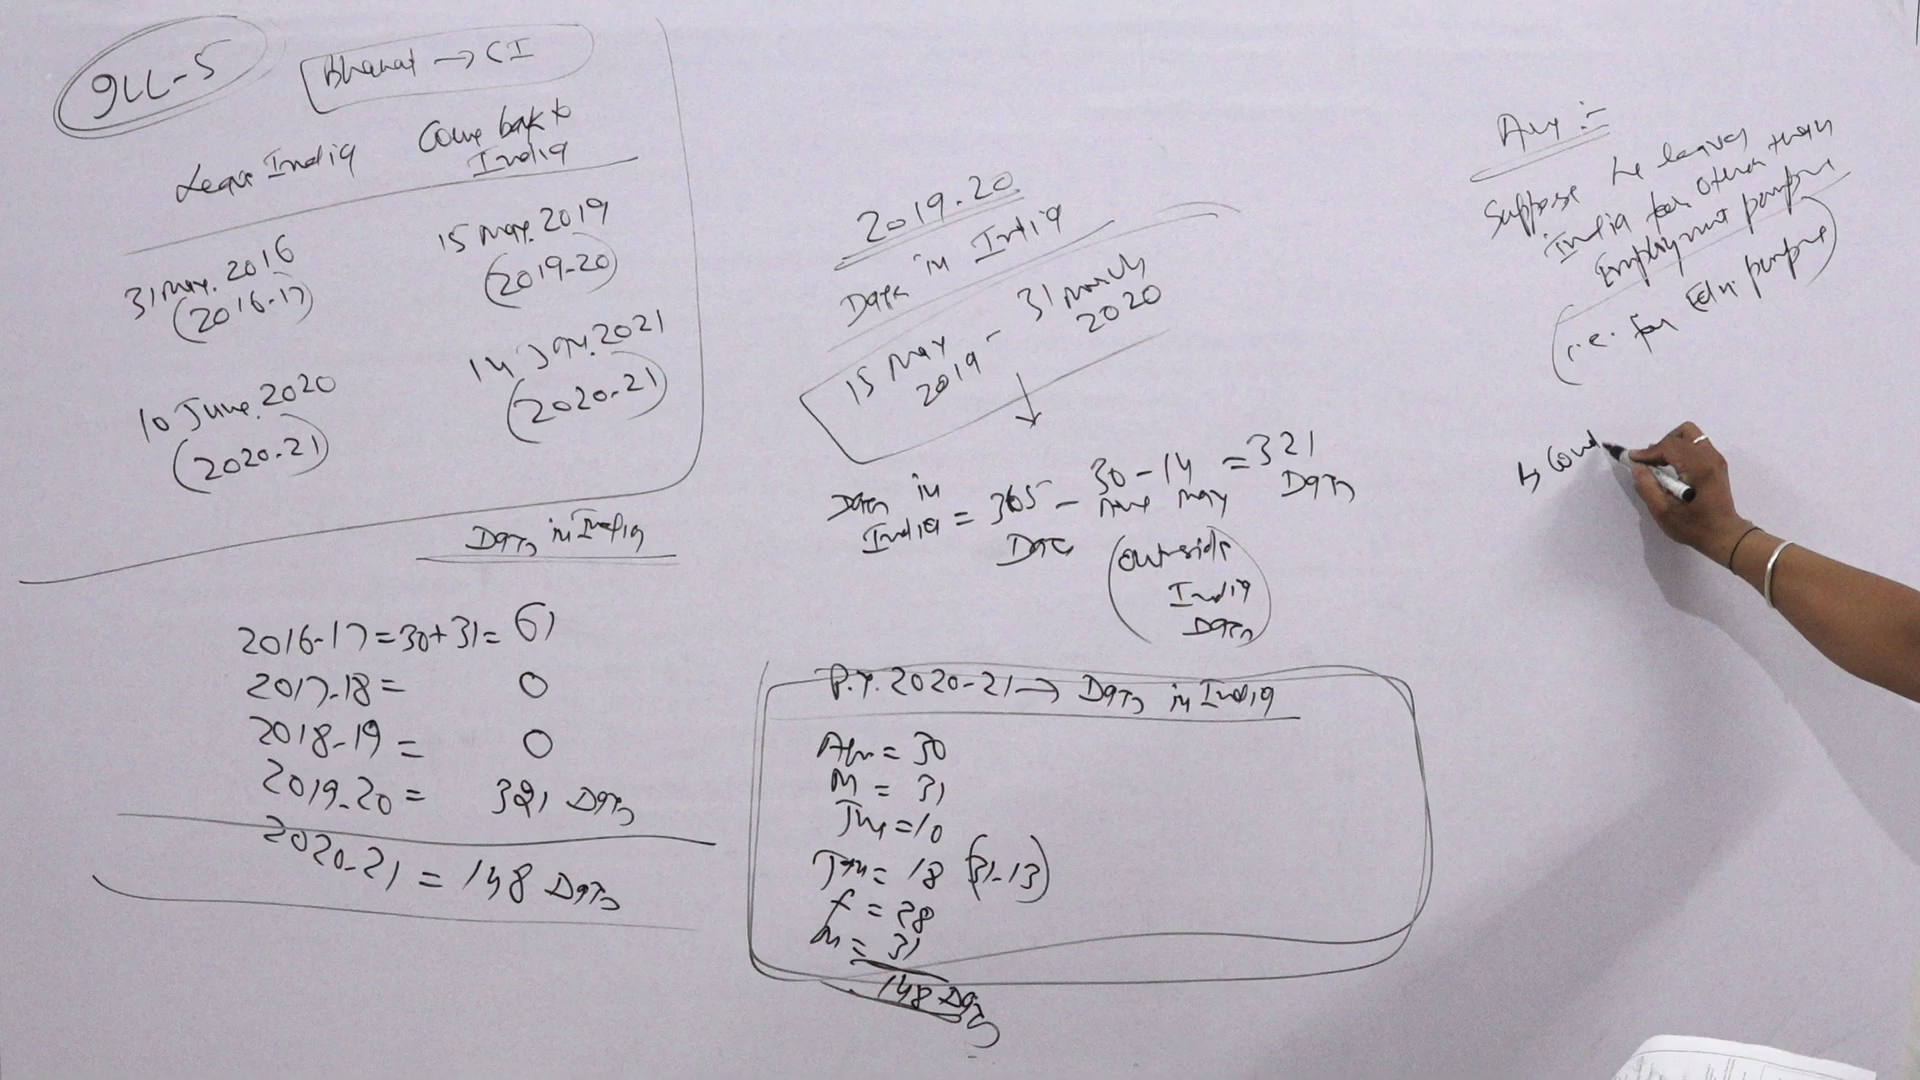 ILL-5
Bharat → CI
Leave India
Come bak to
India
31 May. 2016
(2016-17)
15 May. 2019
(2019-20)
10 June. 2020
(2020-21)
14 Jan. 2021
(2020-21)
Days in India
2016-17 = 30 + 31 = 61
2017-18 = 0
2018-19 = 0
2019-20 = 321 Days
2020-21 = 148 Days
2019-20
Days in India
15 May 2019 - 31 March 2020
Days in India = 365 Days - 30 - 14 May = 321 Days
(outside
India
Days)
P.Y. 2020-21 → Days in India
Apr = 30
M = 31
June = 10
Jan = 18 (31-13)
F = 28
M = 31
148 Days
Ans :-
Suppose he leaves
India for other than
Employment purpose
(i.e. for Edu. purpose)
↳ Cond